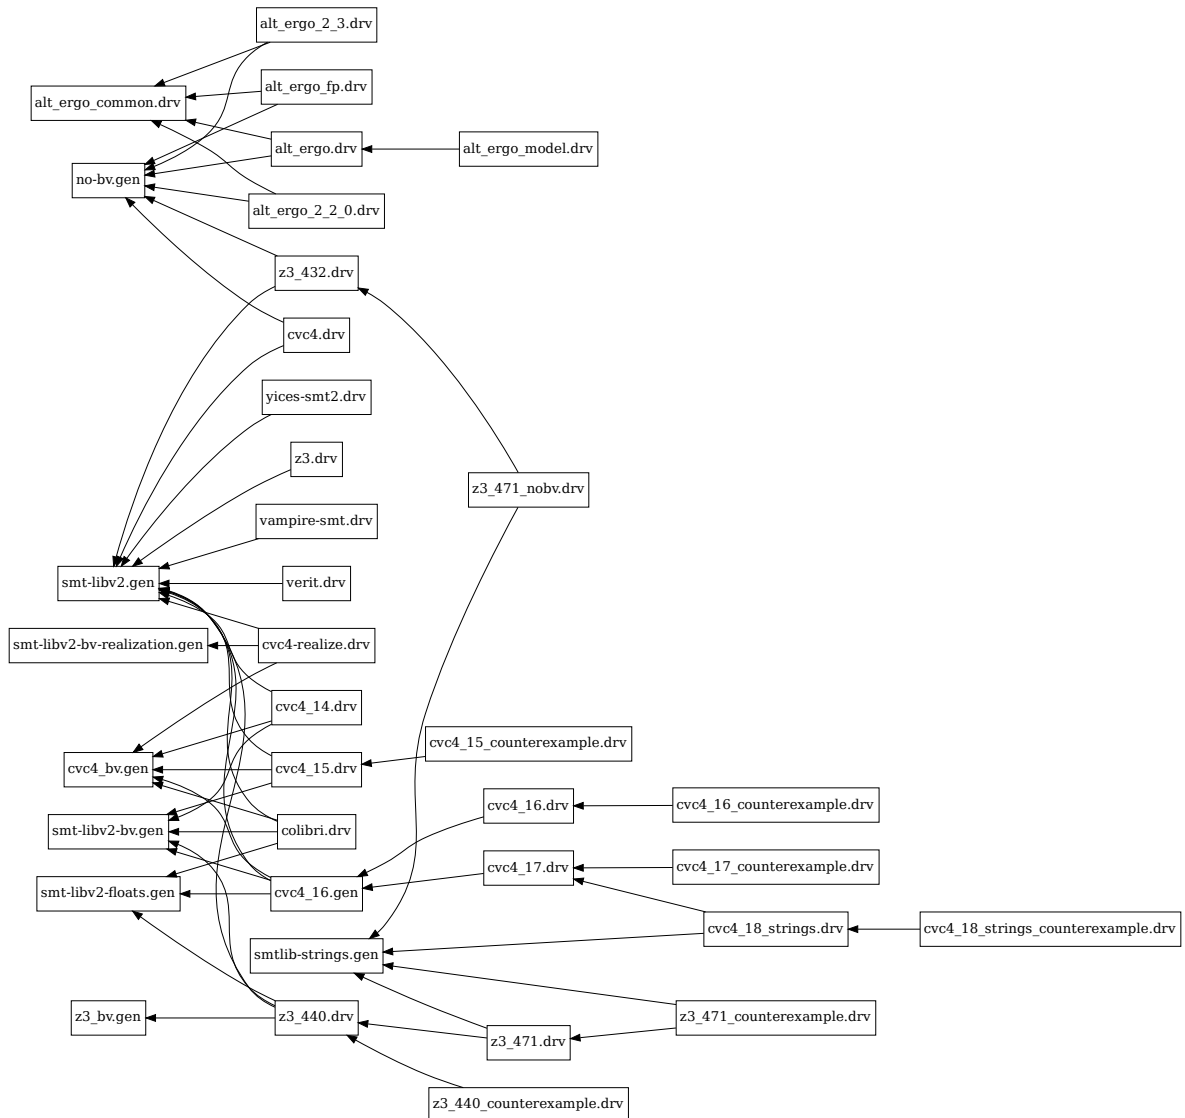 alt_ergo_2_3.drv
alt_ergo_fp.drv
alt_ergo_common.drv
alt_ergo.drv
alt_ergo_model.drv
no-bv.gen
alt_ergo_2_2_0.drv
z3_432.drv
cvc4.drv
yices-smt2.drv
z3.drv
z3_471_nobv.drv
vampire-smt.drv
smt-libv2.gen
verit.drv
smt-libv2-bv-realization.gen
cvc4-realize.drv
cvc4_14.drv
cvc4_15_counterexample.drv
cvc4_bv.gen
cvc4_15.drv
cvc4_16.drv
cvc4_16_counterexample.drv
smt-libv2-bv.gen
colibri.drv
cvc4_17.drv
cvc4_17_counterexample.drv
smt-libv2-floats.gen
cvc4_16.gen
cvc4_18_strings.drv
cvc4_18_strings_counterexample.drv
smtlib-strings.gen
z3_bv.gen
z3_440.drv
z3_471_counterexample.drv
z3_471.drv
z3_440_counterexample.drv